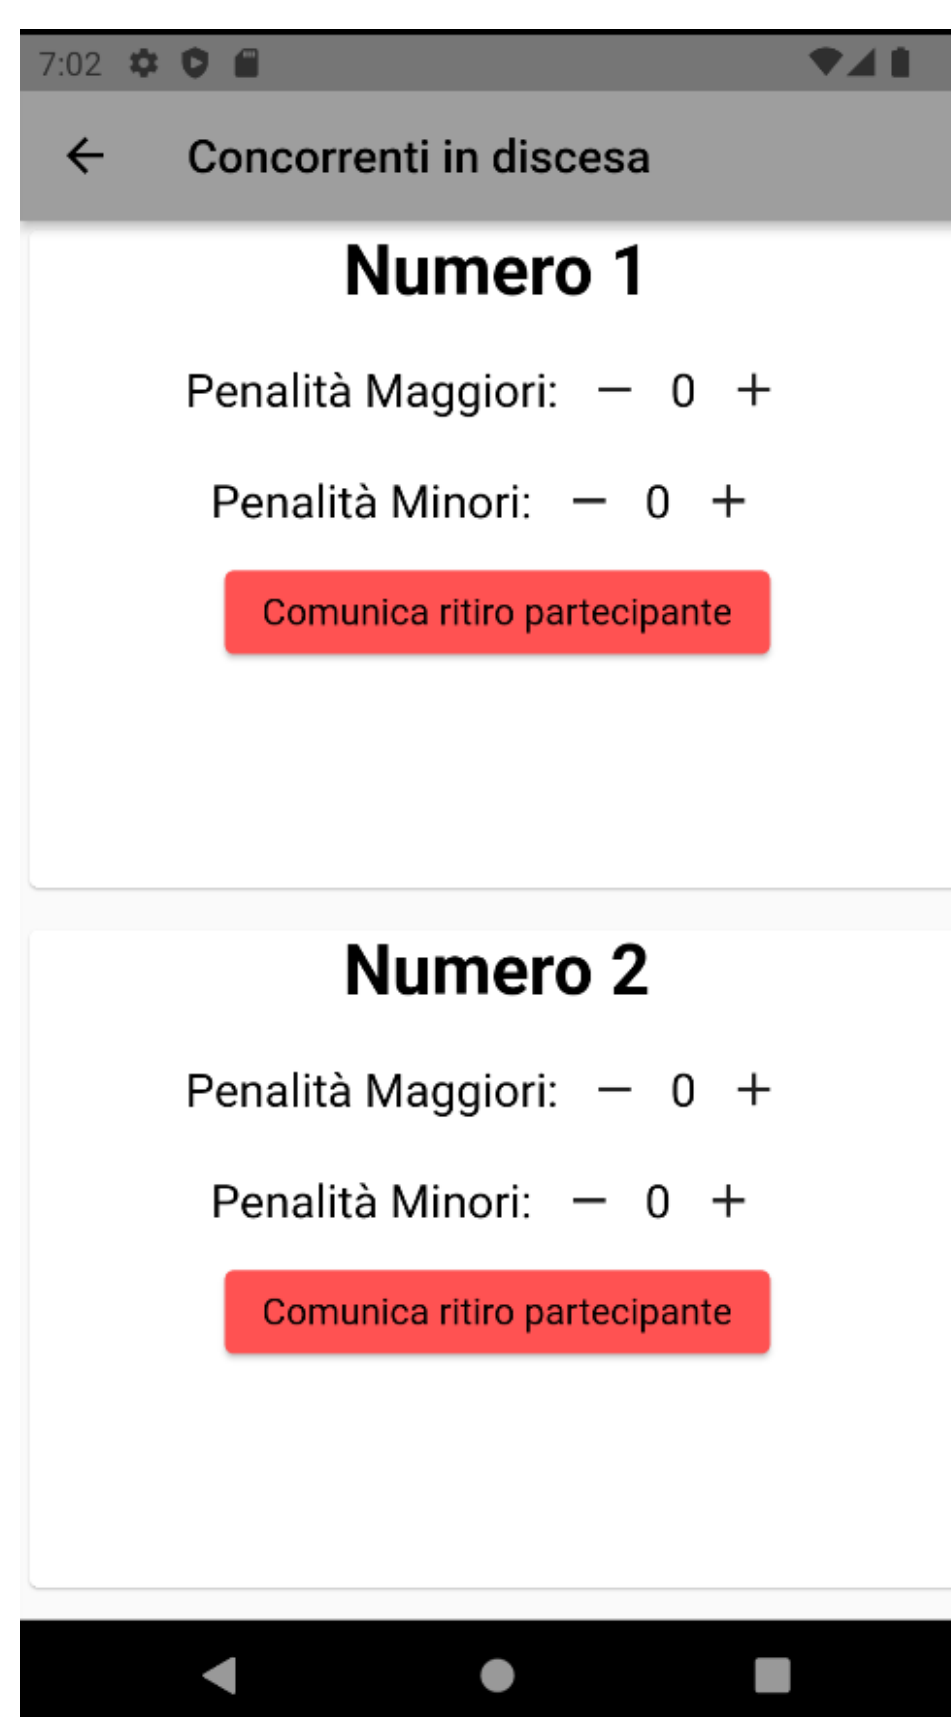 7:02
Concorrenti in discesa
Numero 1
Penalità Maggiori: − 0 +
Penalità Minori: − 0 +
Comunica ritiro partecipante
Numero 2
Penalità Maggiori: − 0 +
Penalità Minori: − 0 +
Comunica ritiro partecipante